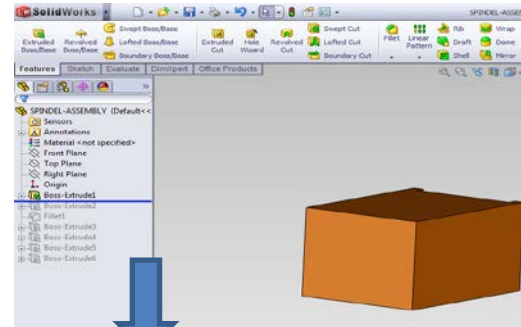 SolidWorks SPINDEL-ASSEMBL
Extruded Boss/Base
Revolved Boss/Base
Swept Boss/Base
Lofted Boss/Base
Boundary Boss/Base
Extruded Cut
Hole Wizard
Revolved Cut
Swept Cut
Lofted Cut
Boundary Cut
Fillet
Linear Pattern
Rib
Draft
Shell
Wrap
Dome
Mirror
Features Sketch Evaluate DimXpert Office Products
SPINDEL-ASSEMBLY (Default<<
Sensors
Annotations
Material <not specified>
Front Plane
Top Plane
Right Plane
Origin
Boss-Extrude1
Boss-Extrude2
Fillet1
Boss-Extrude3
Boss-Extrude4
Boss-Extrude5
Boss-Extrude6